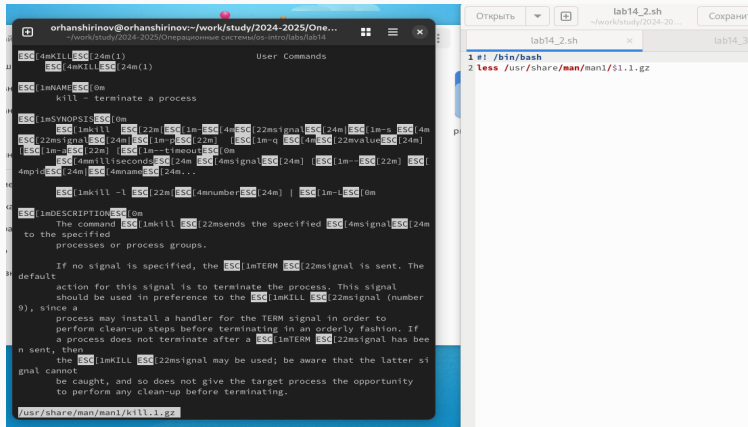 orhanshirinov@orhanshirinov:~/work/study/2024-2025/One...
~/work/study/2024-2025/Операционные системы/os-intro/labs/lab14
ESC[4mKILLESC[24m(1) User Commands
ESC[4mKILLESC[24m(1)
ESC[1mNAMEESC[0m
kill - terminate a process
ESC[1mSYNOPSISESC[0m
ESC[1mkill ESC[22m[ESC[1m-ESC[4mESC[22msignalESC[24m|ESC[1m-s ESC[4m
ESC[22msignalESC[24m|ESC[1m-pESC[22m] [ESC[1m-q ESC[4mESC[22mvalueESC[24m]
[ESC[1m-aESC[22m] [ESC[1m--timeoutESC[0m
ESC[4mmillisecondsESC[24m ESC[4msignalESC[24m] [ESC[1m--ESC[22m] ESC[
4mpidESC[24m|ESC[4mnameESC[24m...
ESC[1mkill -l ESC[22m[ESC[4mnumberESC[24m] | ESC[1m-LESC[0m
ESC[1mDESCRIPTIONESC[0m
The command ESC[1mkill ESC[22msends the specified ESC[4msignalESC[24m
to the specified
processes or process groups.
If no signal is specified, the ESC[1mTERM ESC[22msignal is sent. The
default
action for this signal is to terminate the process. This signal
should be used in preference to the ESC[1mKILL ESC[22msignal (number
9), since a
process may install a handler for the TERM signal in order to
perform clean-up steps before terminating in an orderly fashion. If
a process does not terminate after a ESC[1mTERM ESC[22msignal has bee
n sent, then
the ESC[1mKILL ESC[22msignal may be used; be aware that the latter si
gnal cannot
be caught, and so does not give the target process the opportunity
to perform any clean-up before terminating.
/usr/share/man/man1/kill.1.gz
Открыть
lab14_2.sh
~/work/study/2024-20...
Сохрани
lab14_2.sh ×
lab14_3
1 #! /bin/bash
2 less /usr/share/man/man1/$1.1.gz